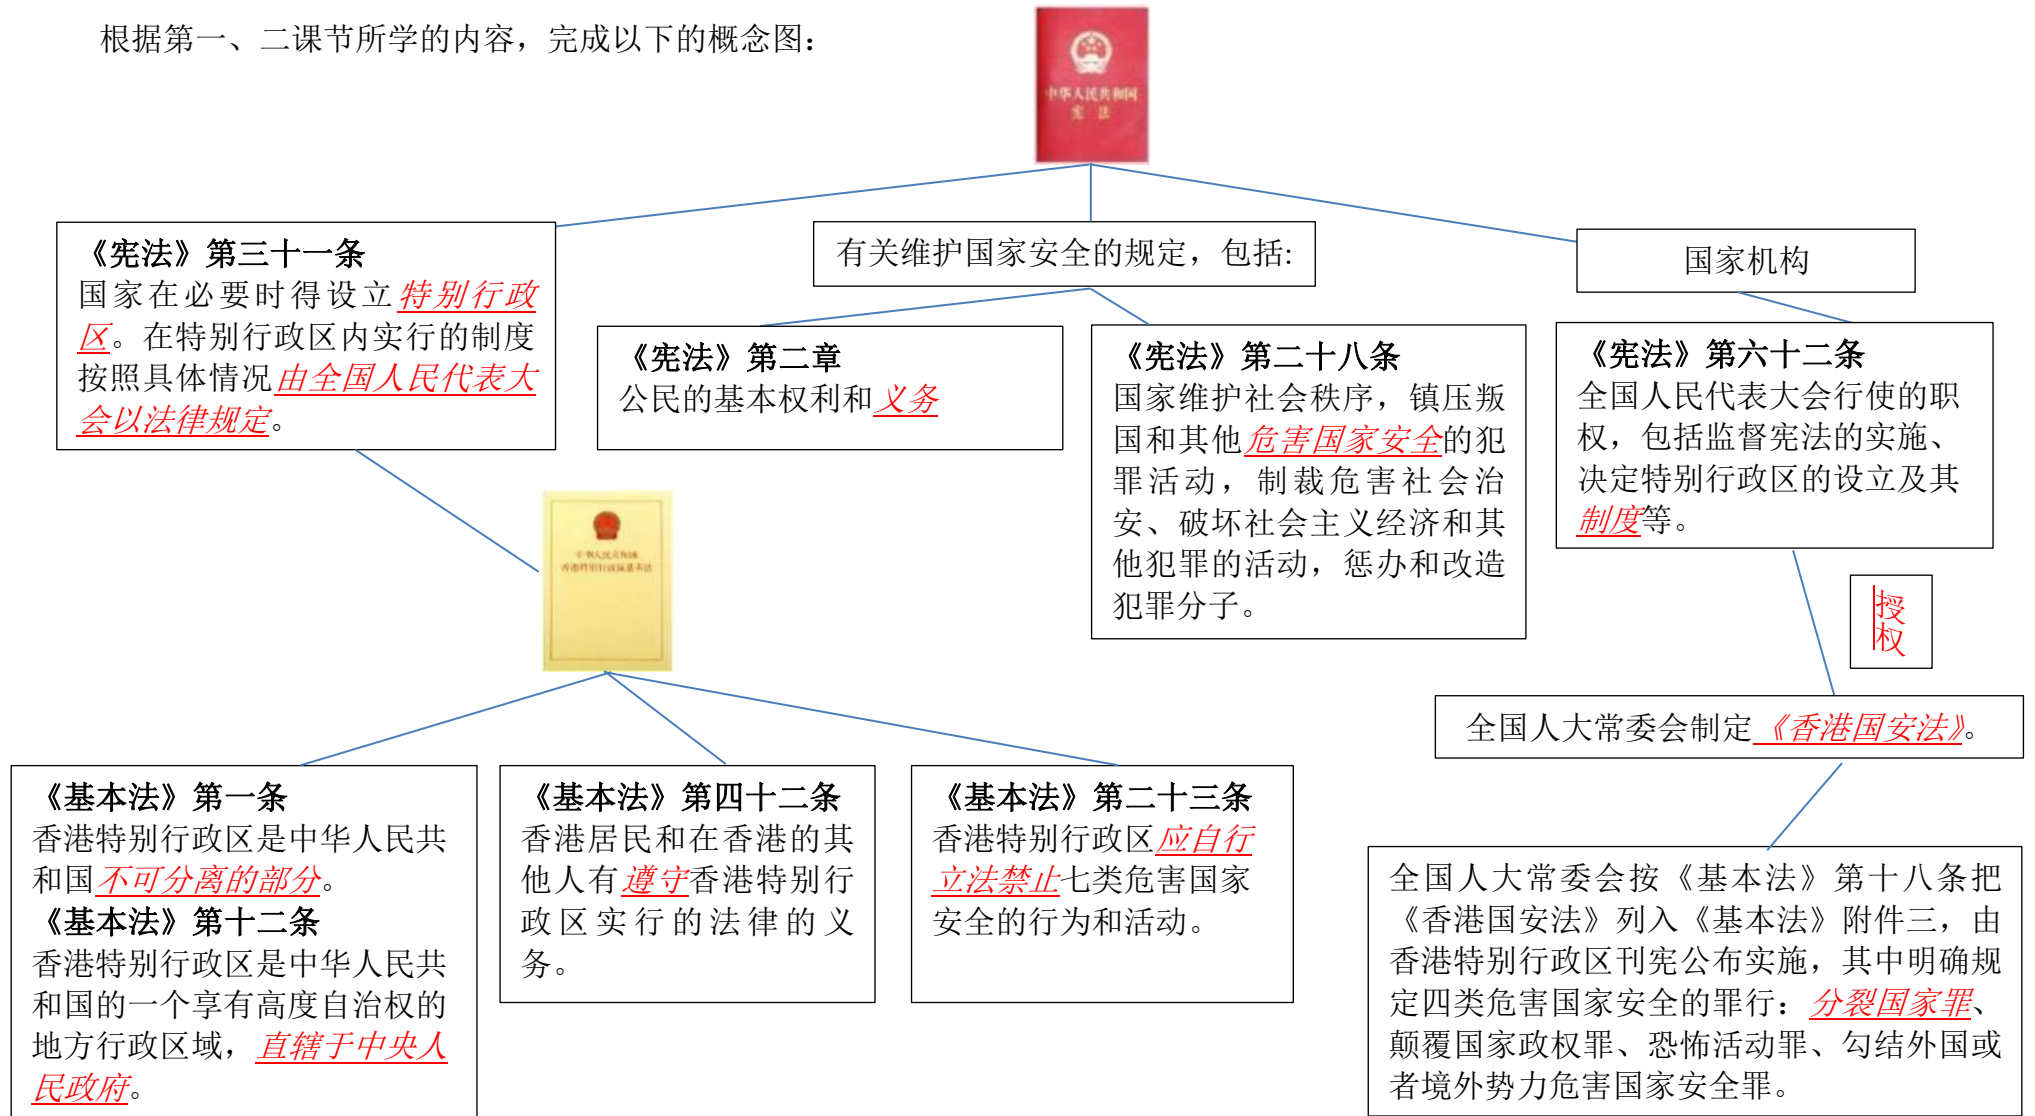 根据第一、二课节所学的内容，完成以下的概念图：
中华人民共和国
宪 法
《宪法》第三十一条
国家在必要时得设立特别行政
区。在特别行政区内实行的制度
按照具体情况由全国人民代表大
会以法律规定。
有关维护国家安全的规定，包括:
国家机构
《宪法》第二章
公民的基本权利和义务
《宪法》第二十八条
国家维护社会秩序，镇压叛
国和其他危害国家安全的犯
罪活动，制裁危害社会治
安、破坏社会主义经济和其
他犯罪的活动，惩办和改造
犯罪分子。
《宪法》第六十二条
全国人民代表大会行使的职
权，包括监督宪法的实施、
决定特别行政区的设立及其
制度等。
中华人民共和国
香港特别行政区基本法
授
权
全国人大常委会制定《香港国安法》。
《基本法》第一条
香港特别行政区是中华人民共
和国不可分离的部分。
《基本法》第十二条
香港特别行政区是中华人民共
和国的一个享有高度自治权的
地方行政区域，直辖于中央人
民政府。
《基本法》第四十二条
香港居民和在香港的其
他人有遵守香港特别行
政区实行的法律的义
务。
《基本法》第二十三条
香港特别行政区应自行
立法禁止七类危害国家
安全的行为和活动。
全国人大常委会按《基本法》第十八条把
《香港国安法》列入《基本法》附件三，由
香港特别行政区刊宪公布实施，其中明确规
定四类危害国家安全的罪行：分裂国家罪、
颠覆国家政权罪、恐怖活动罪、勾结外国或
者境外势力危害国家安全罪。